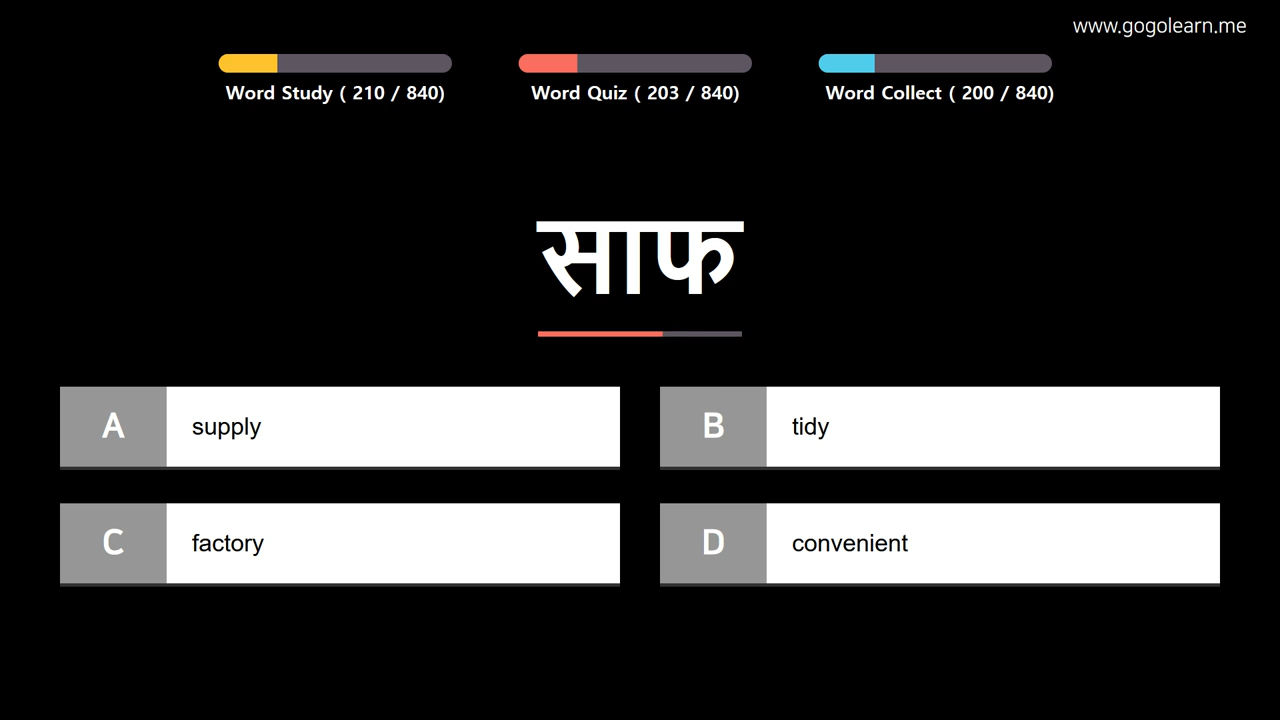 www.gogolearn.me
Word Study ( 210 / 840)
Word Quiz ( 203 / 840)
Word Collect ( 200 / 840)
साफ
A supply
B tidy
C factory
D convenient